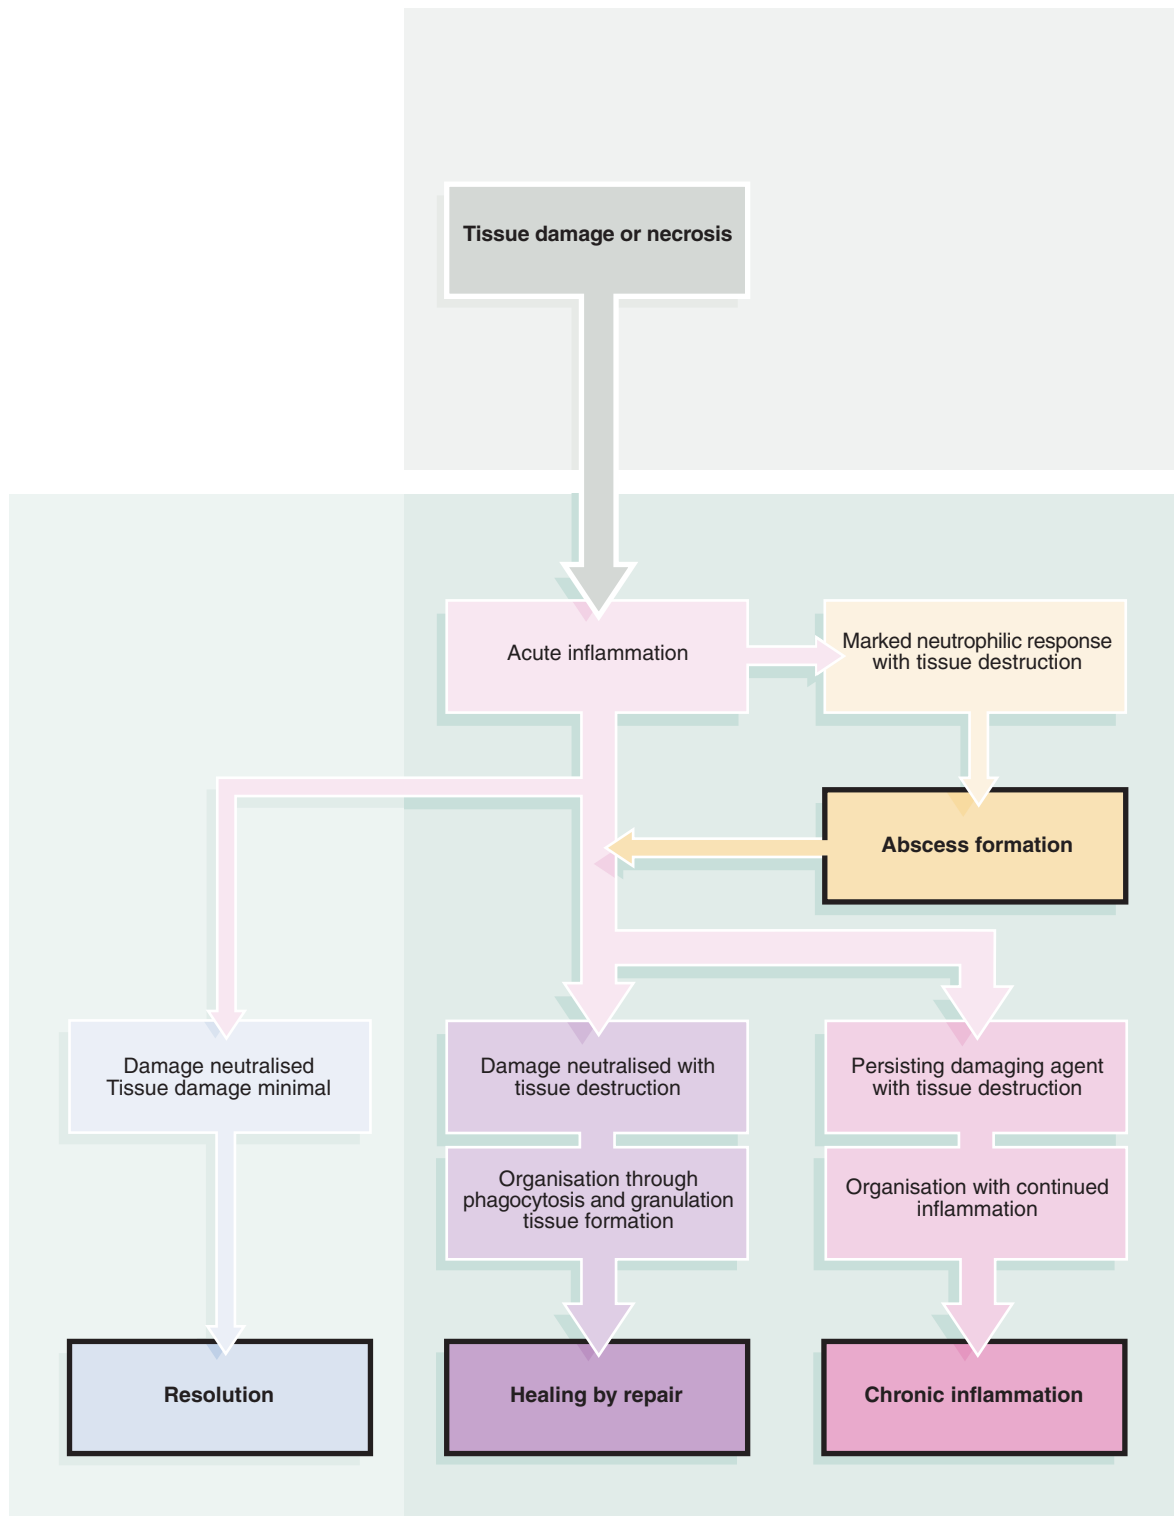 Tissue damage or necrosis
Acute inflammation
Marked neutrophilic response
with tissue destruction
Abscess formation
Damage neutralised
Tissue damage minimal
Damage neutralised with
tissue destruction
Persisting damaging agent
with tissue destruction
Organisation through
phagocytosis and granulation
tissue formation
Organisation with continued
inflammation
Resolution
Healing by repair
Chronic inflammation